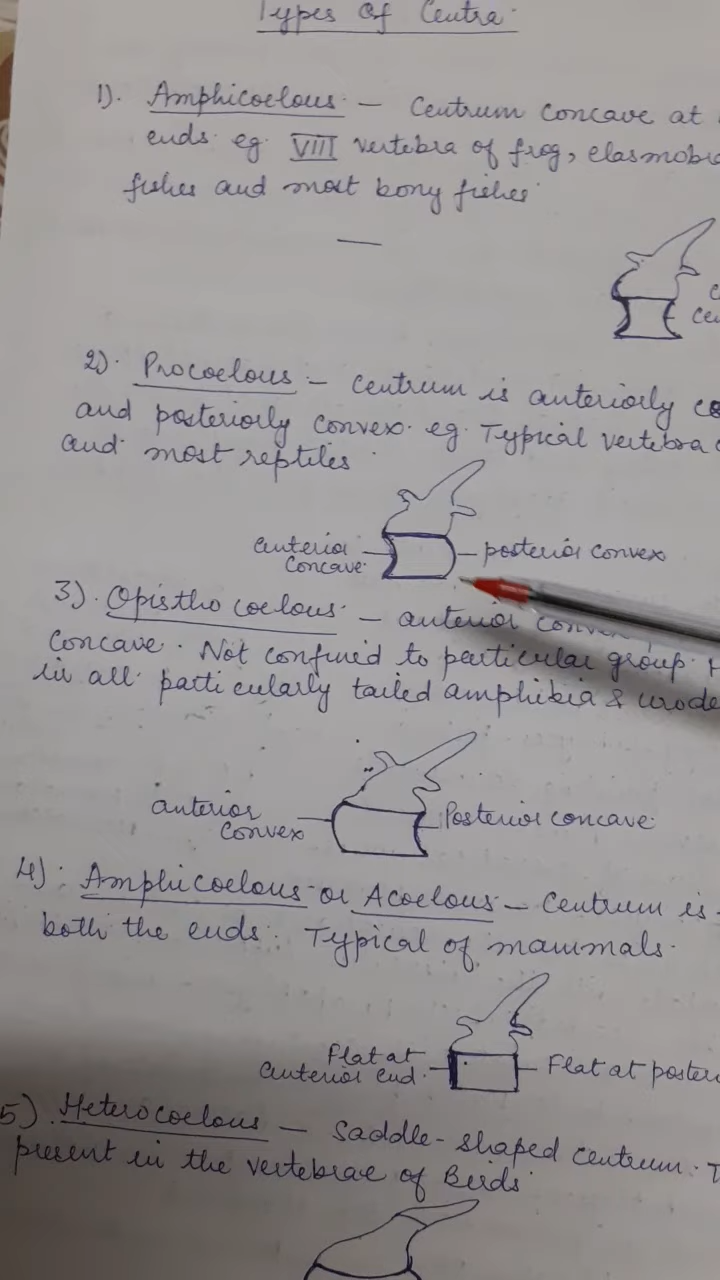 Types of Centra
1). Amphicoelous - Centrum concave at
ends. eg. VIII vertebra of frog, elasmobra
fishes and most bony fishes
ce
2). Procoelous - Centrum is anteriorly co
and posteriorly convex. eg. Typical vertebra
and most reptiles
anterior
concave
posterior convex
3). Opistho coelous - anterior conve
concave. Not confined to particular group.
in all particularly tailed amphibia & urode
anterior
convex
Posterior concave
4). Amphicoelous or Acoelous - Centrum is
both the ends. Typical of mammals.
Flat at
anterior end.
Flat at poster
5). Heterocoelous - Saddle-shaped centrum. T
present in the vertebrae of Birds